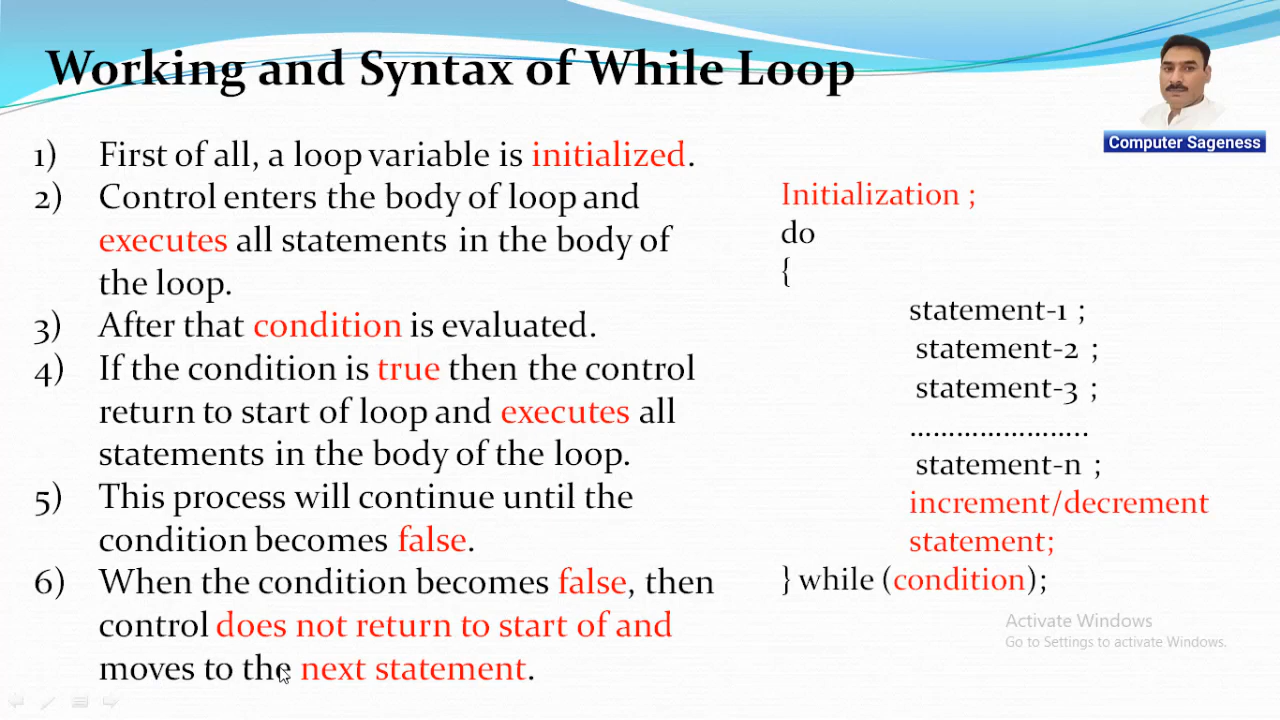 Working and Syntax of While Loop
Computer Sageness
1) First of all, a loop variable is initialized.
2) Control enters the body of loop and
executes all statements in the body of
the loop.
3) After that condition is evaluated.
4) If the condition is true then the control
return to start of loop and executes all
statements in the body of the loop.
5) This process will continue until the
condition becomes false.
6) When the condition becomes false, then
control does not return to start of and
moves to the next statement.
Initialization ;
do
{
statement-1 ;
statement-2 ;
statement-3 ;
…………………..
statement-n ;
increment/decrement
statement;
} while (condition);
Activate Windows
Go to Settings to activate Windows.